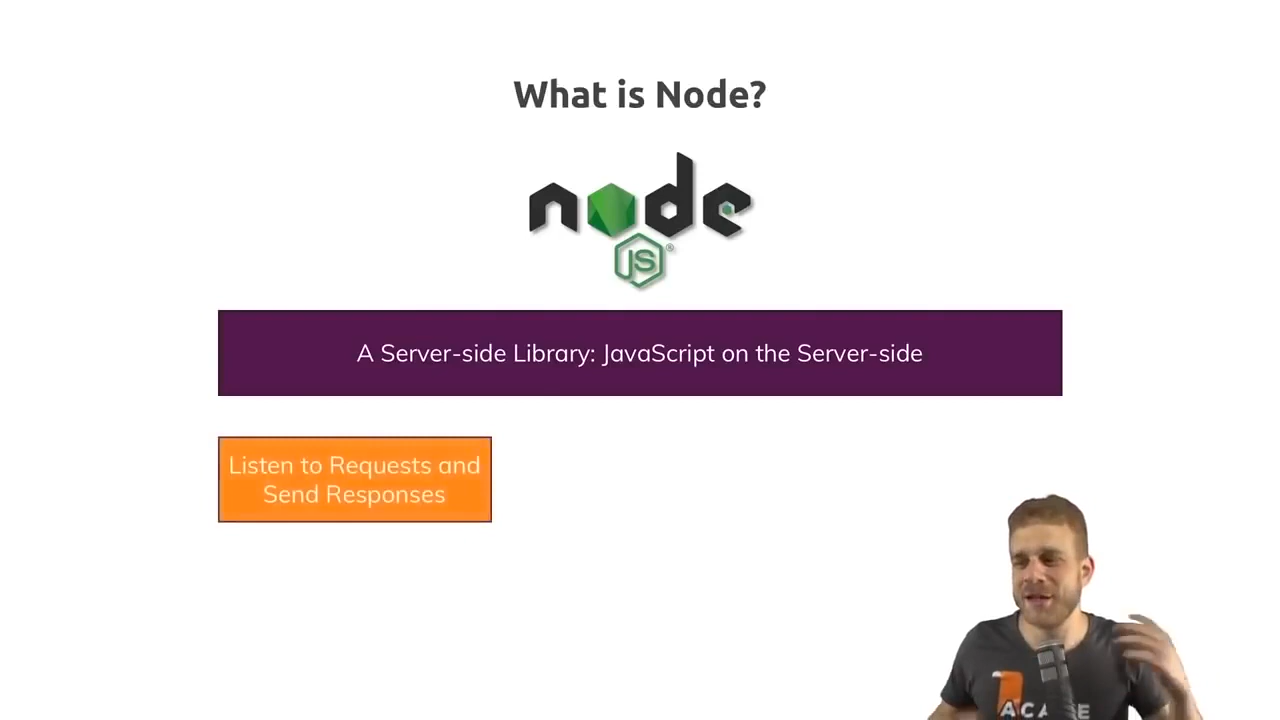 What is Node?
node
JS®
A Server-side Library: JavaScript on the Server-side
Listen to Requests and
Send Responses